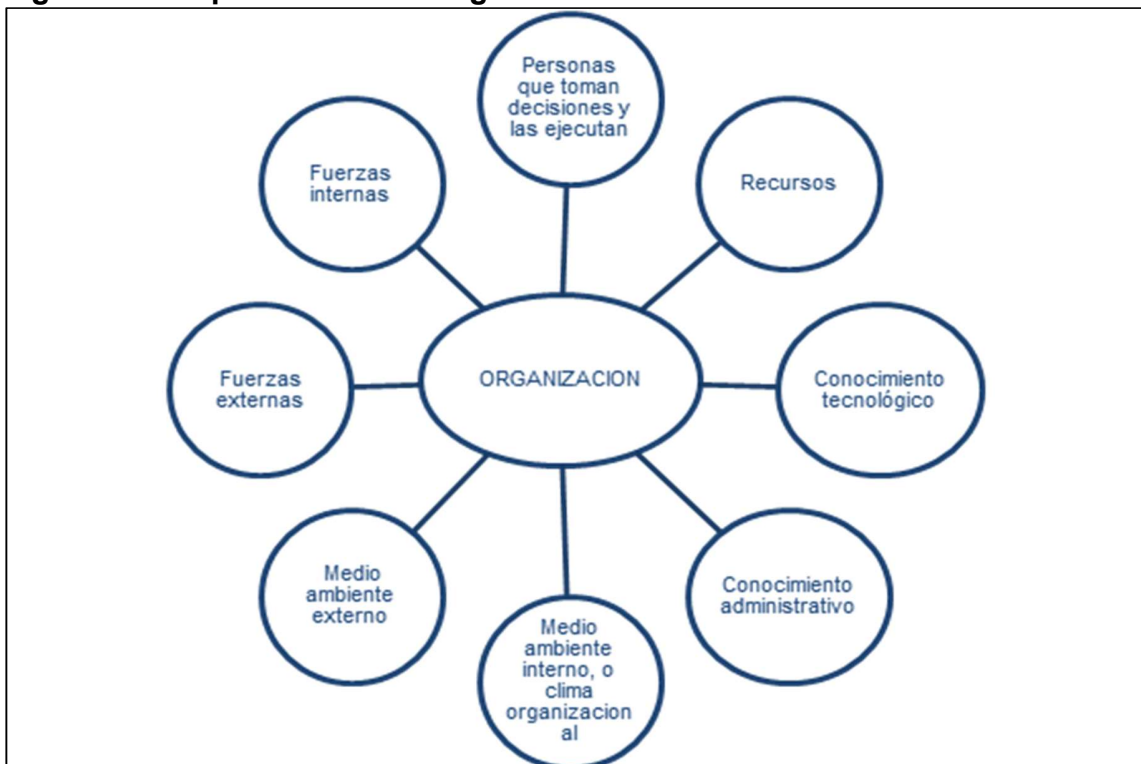 Personas
que toman
decisiones y
las ejecutan
Recursos
Conocimiento
tecnológico
Conocimiento
administrativo
Medio
ambiente
interno, o
clima
organizacion
al
Medio
ambiente
externo
Fuerzas
externas
Fuerzas
internas
ORGANIZACION